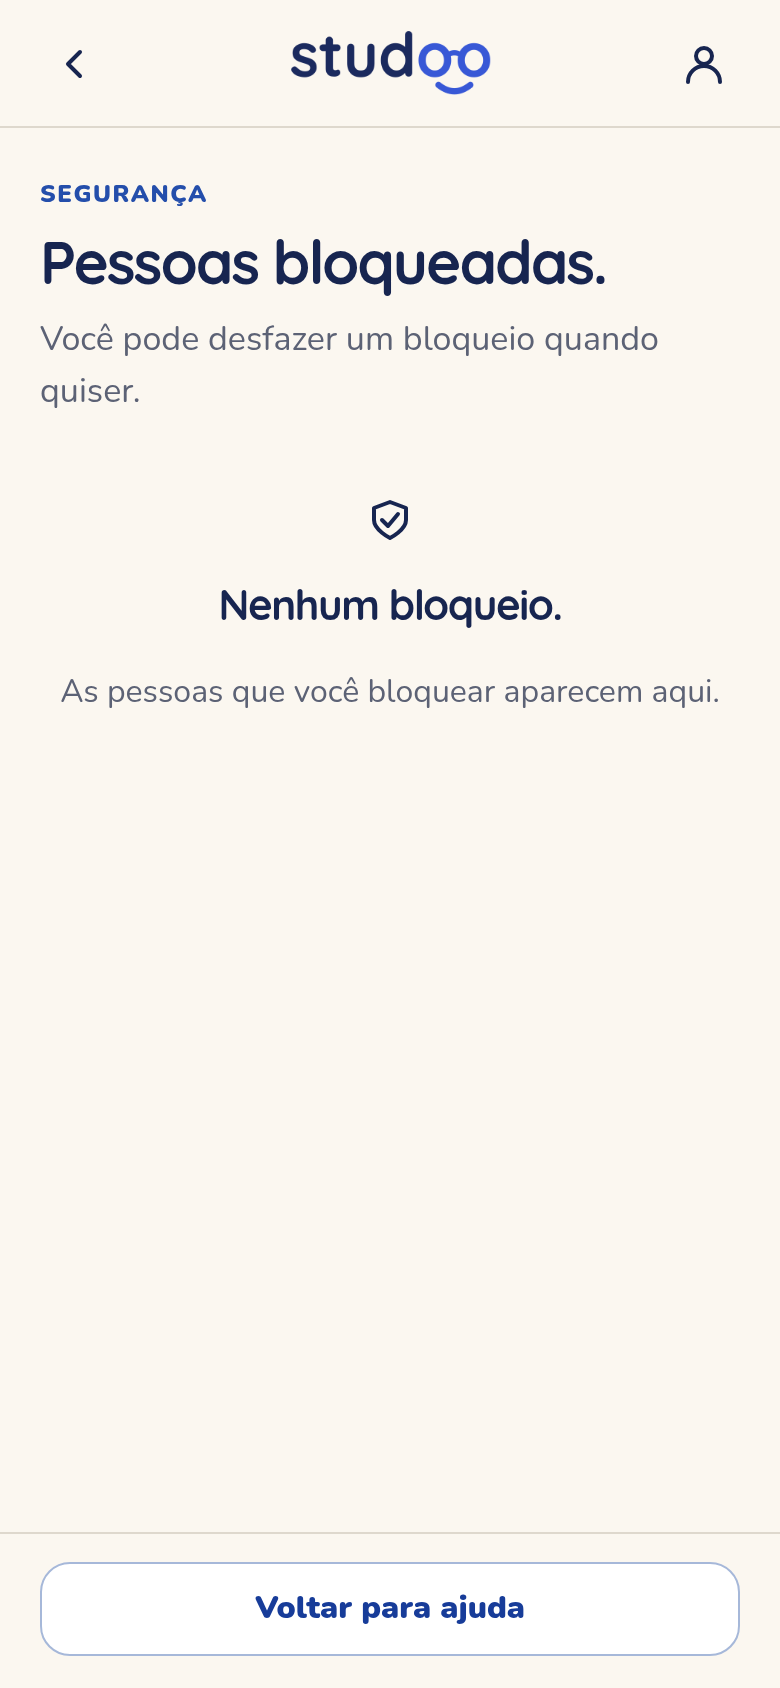 studoo
SEGURANÇA
Pessoas bloqueadas.
Você pode desfazer um bloqueio quando
quiser.
Nenhum bloqueio.
As pessoas que você bloquear aparecem aqui.
Voltar para ajuda